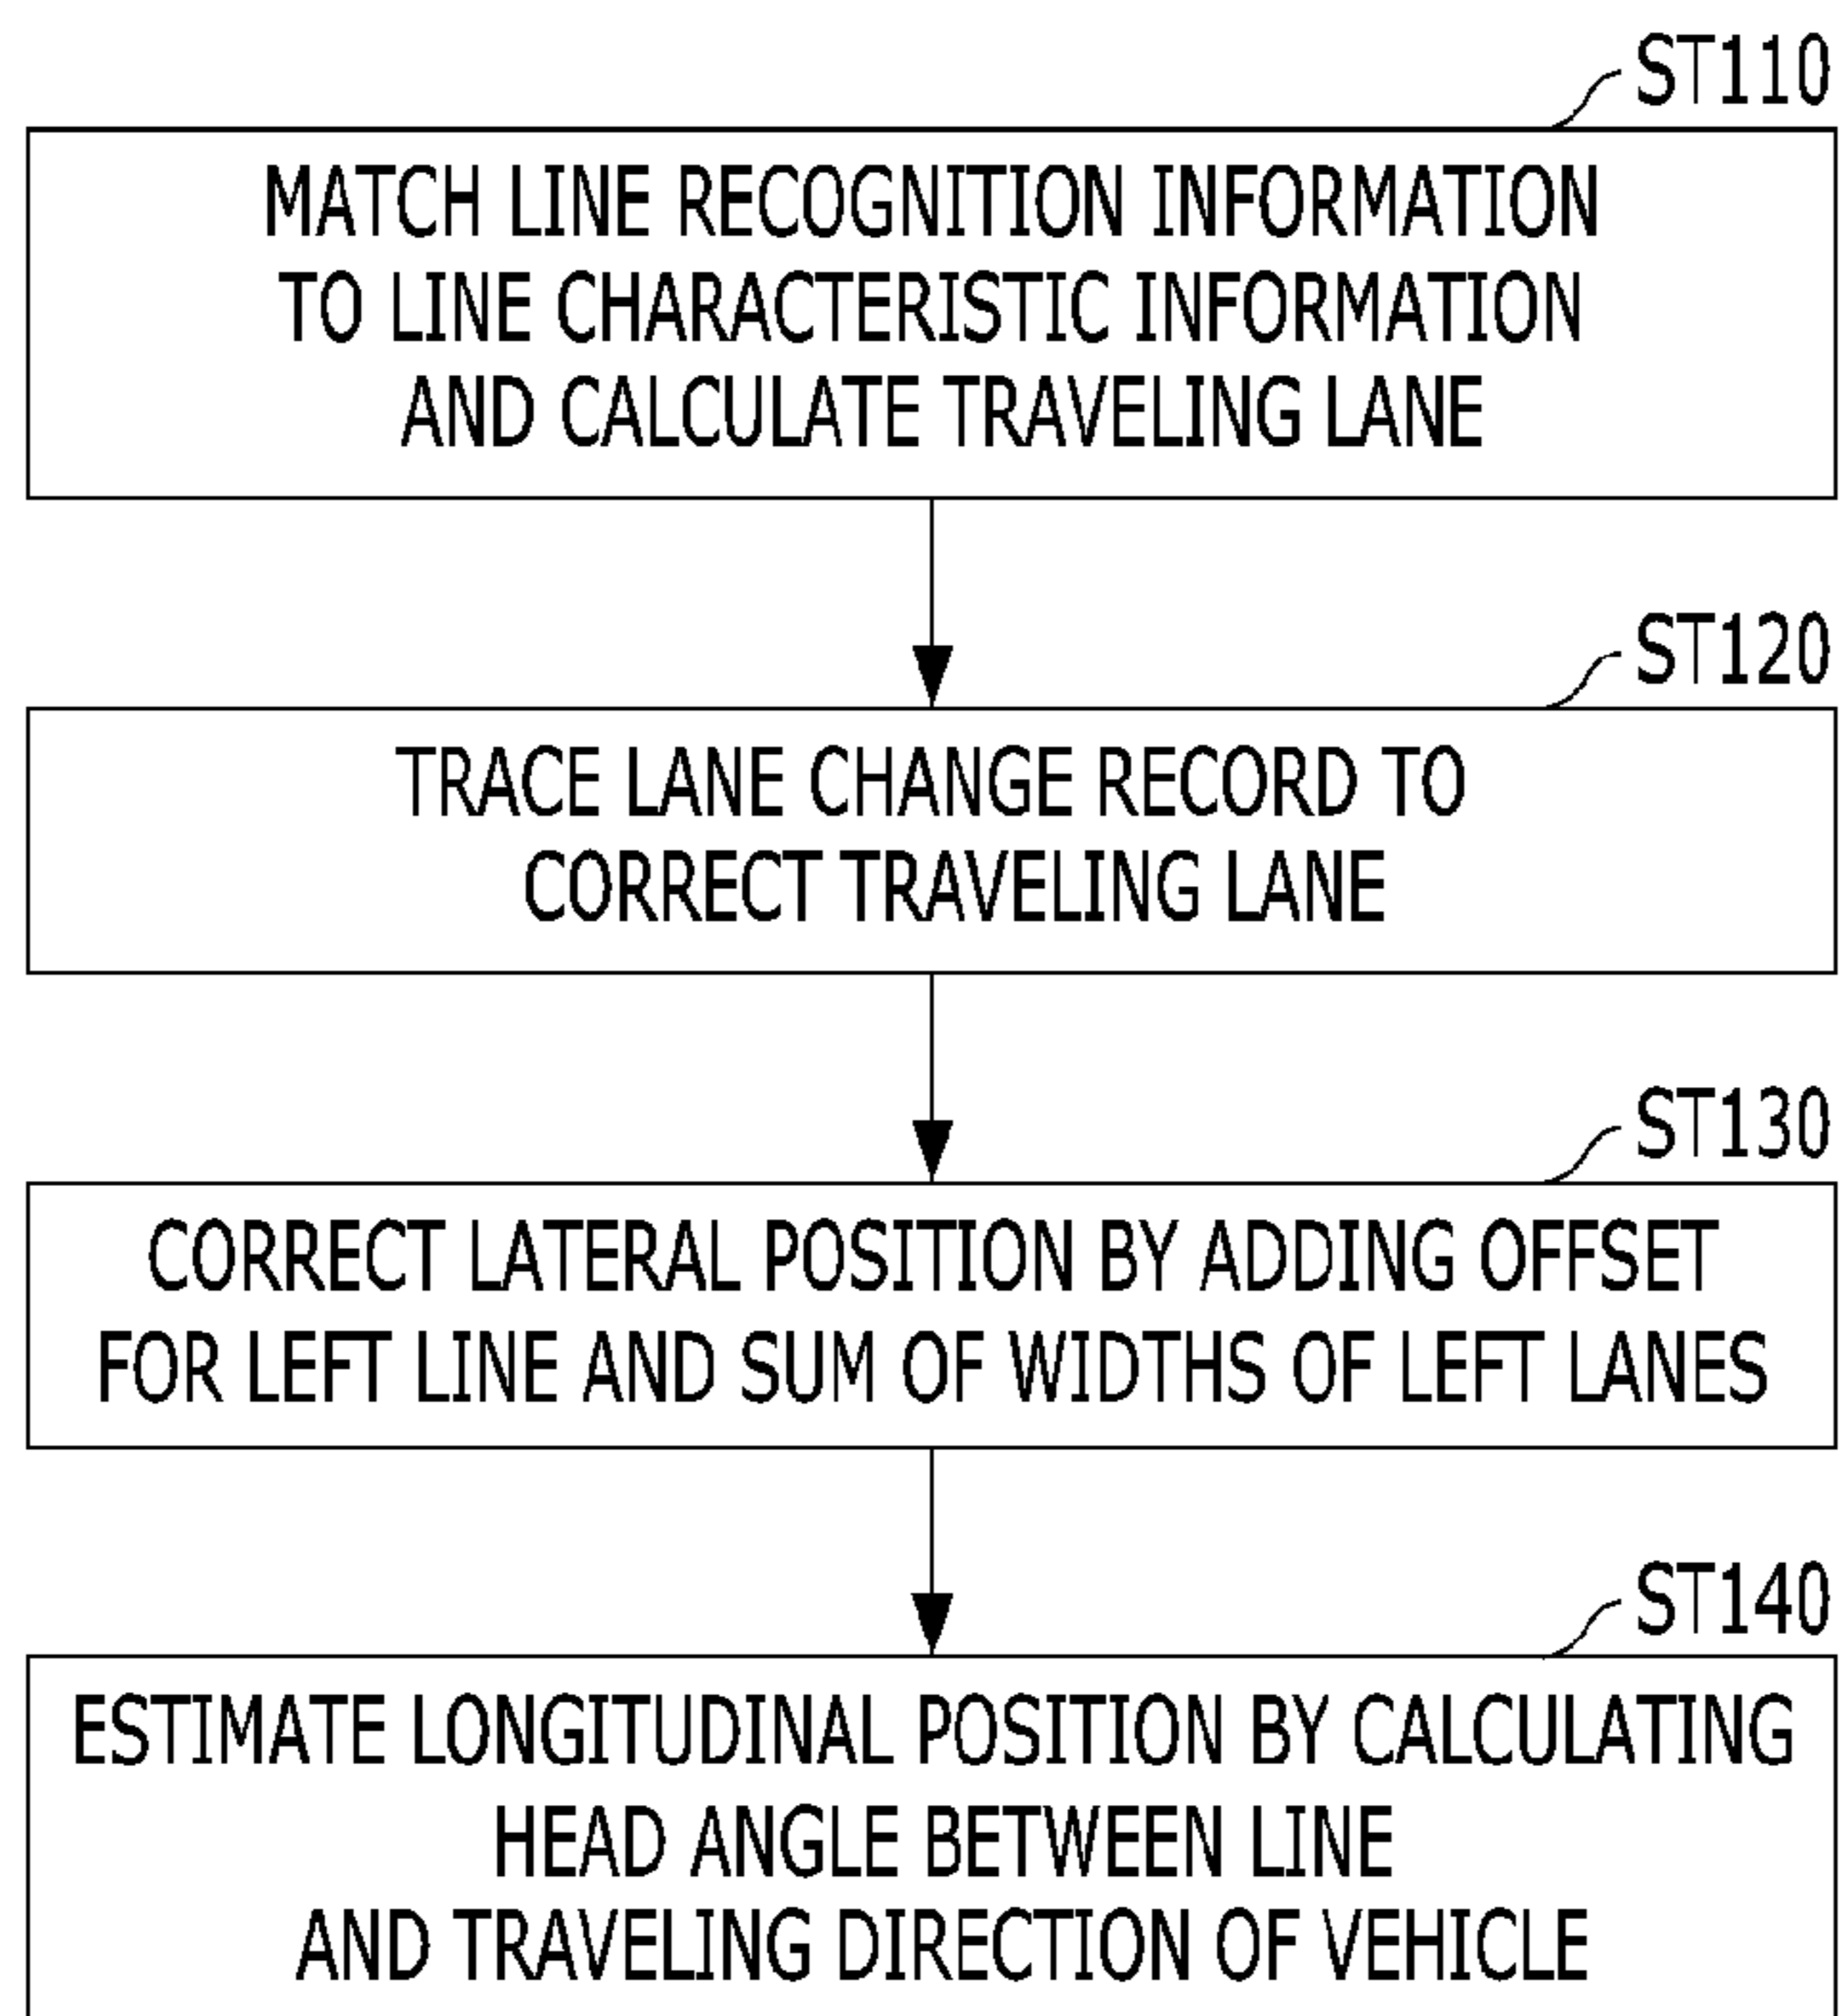 ST110
MATCH LINE RECOGNITION INFORMATION
TO LINE CHARACTERISTIC INFORMATION
AND CALCULATE TRAVELING LANE
ST120
TRACE LANE CHANGE RECORD TO
CORRECT TRAVELING LANE
ST130
CORRECT LATERAL POSITION BY ADDING OFFSET
FOR LEFT LINE AND SUM OF WIDTHS OF LEFT LANES
ST140
ESTIMATE LONGITUDINAL POSITION BY CALCULATING
HEAD ANGLE BETWEEN LINE
AND TRAVELING DIRECTION OF VEHICLE